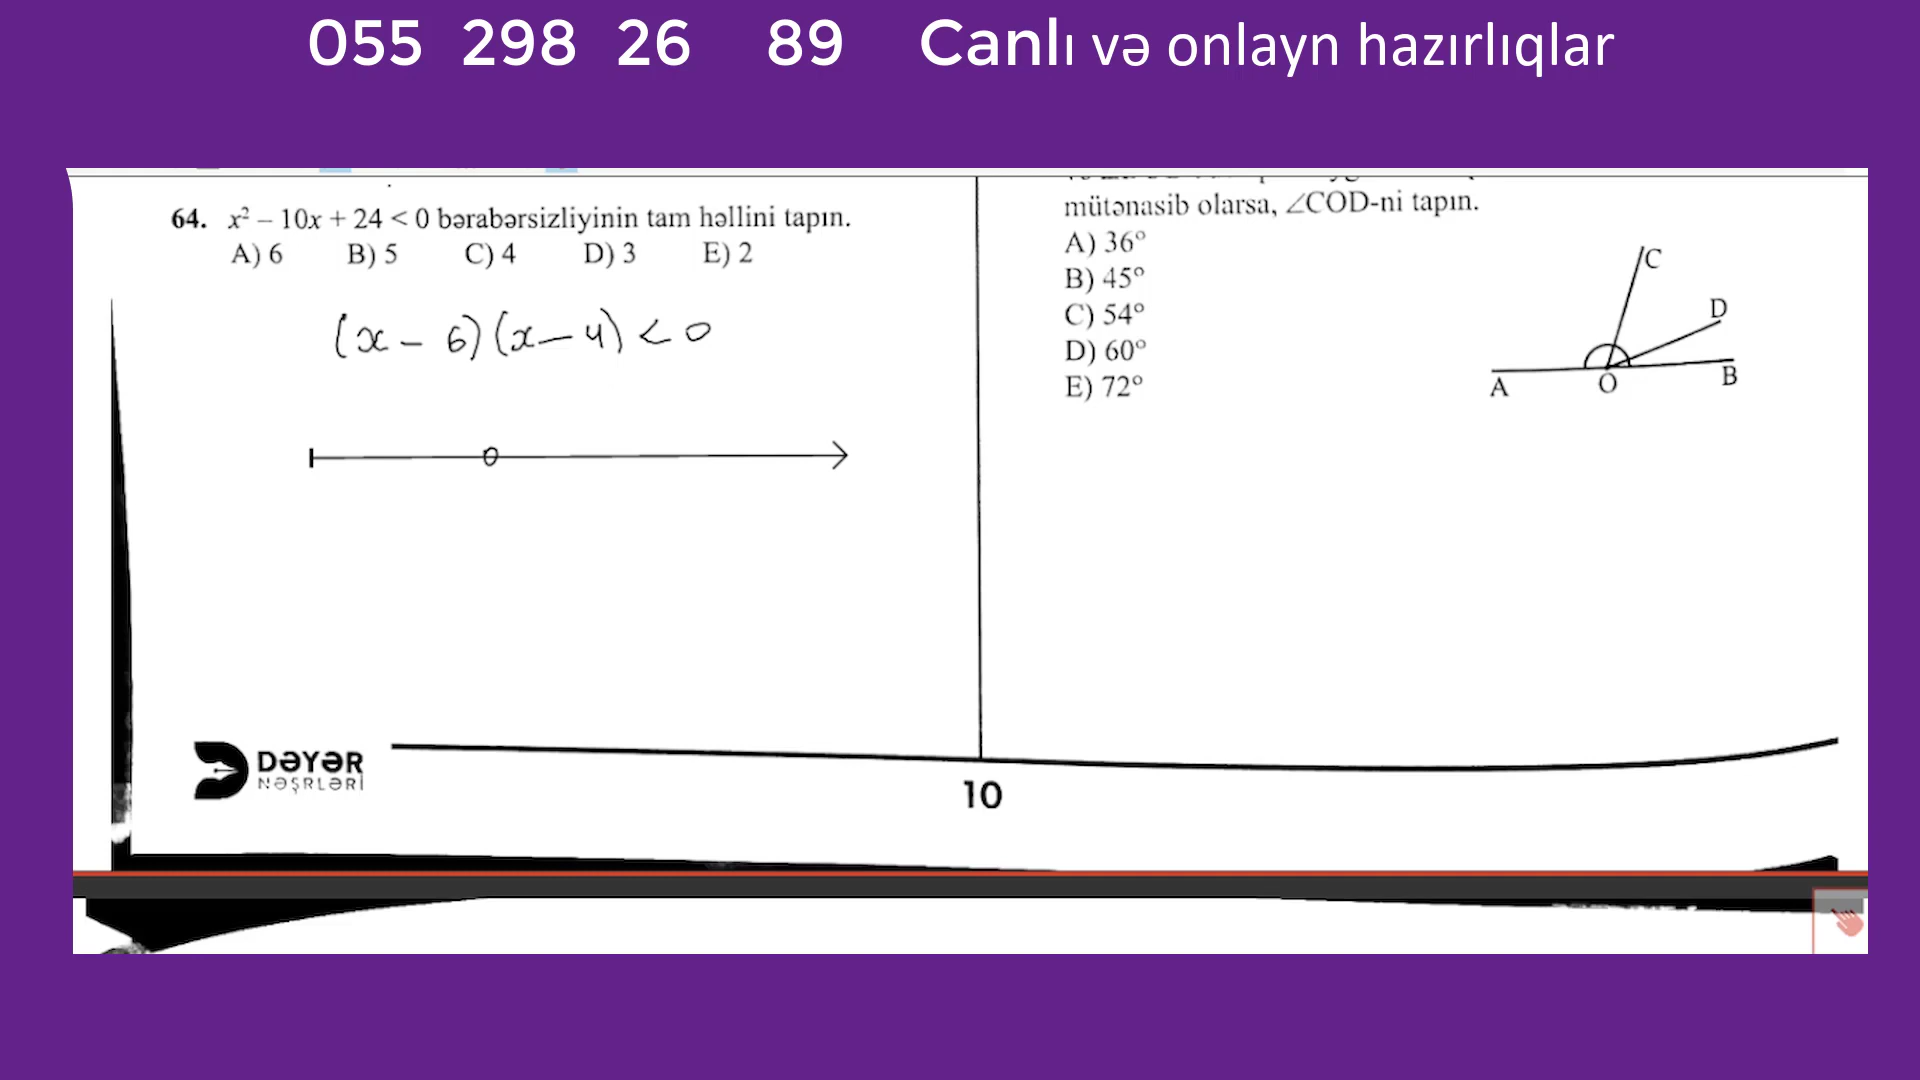 055 298 26 89 Canlı və onlayn hazırlıqlar
64. x² – 10x + 24 < 0 bərabərsizliyinin tam həllini tapın.
A) 6 B) 5 C) 4 D) 3 E) 2
(x – 6)(x – 4) < 0
mütənasib olarsa, ∠COD-ni tapın.
A) 36°
B) 45°
C) 54°
D) 60°
E) 72°
C
D
A
O
B
DƏYƏR
NƏŞRLƏRİ
10